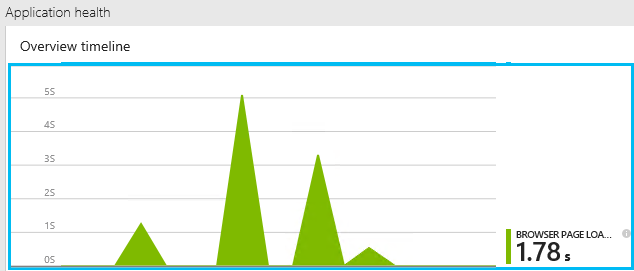 Application health
Overview timeline
5S
4S
3S
2S
1S
0S
BROWSER PAGE LOA...
1.78 s